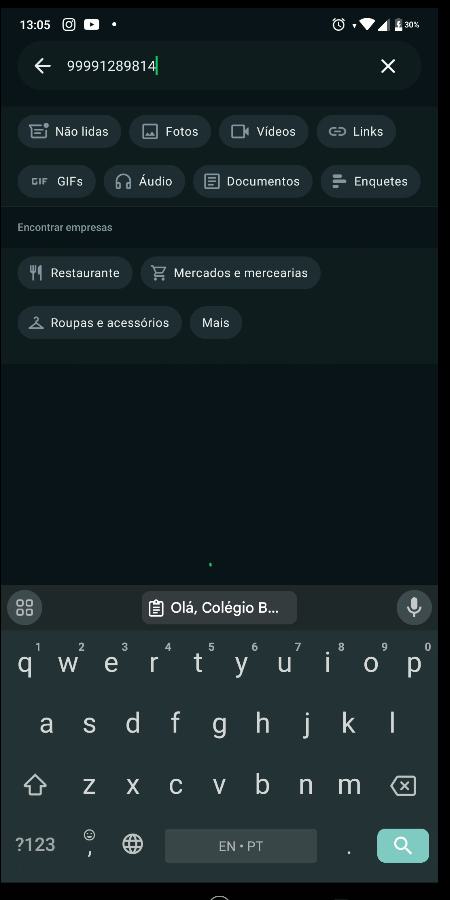 13:05 30%
99991289814
Não lidas Fotos Vídeos Links
GIF GIFs Áudio Documentos Enquetes
Encontrar empresas
Restaurante Mercados e mercearias
Roupas e acessórios Mais
Olá, Colégio B...
1 2 3 4 5 6 7 8 9 0
q w e r t y u i o p
a s d f g h j k l
z x c v b n m
?123 , EN • PT .